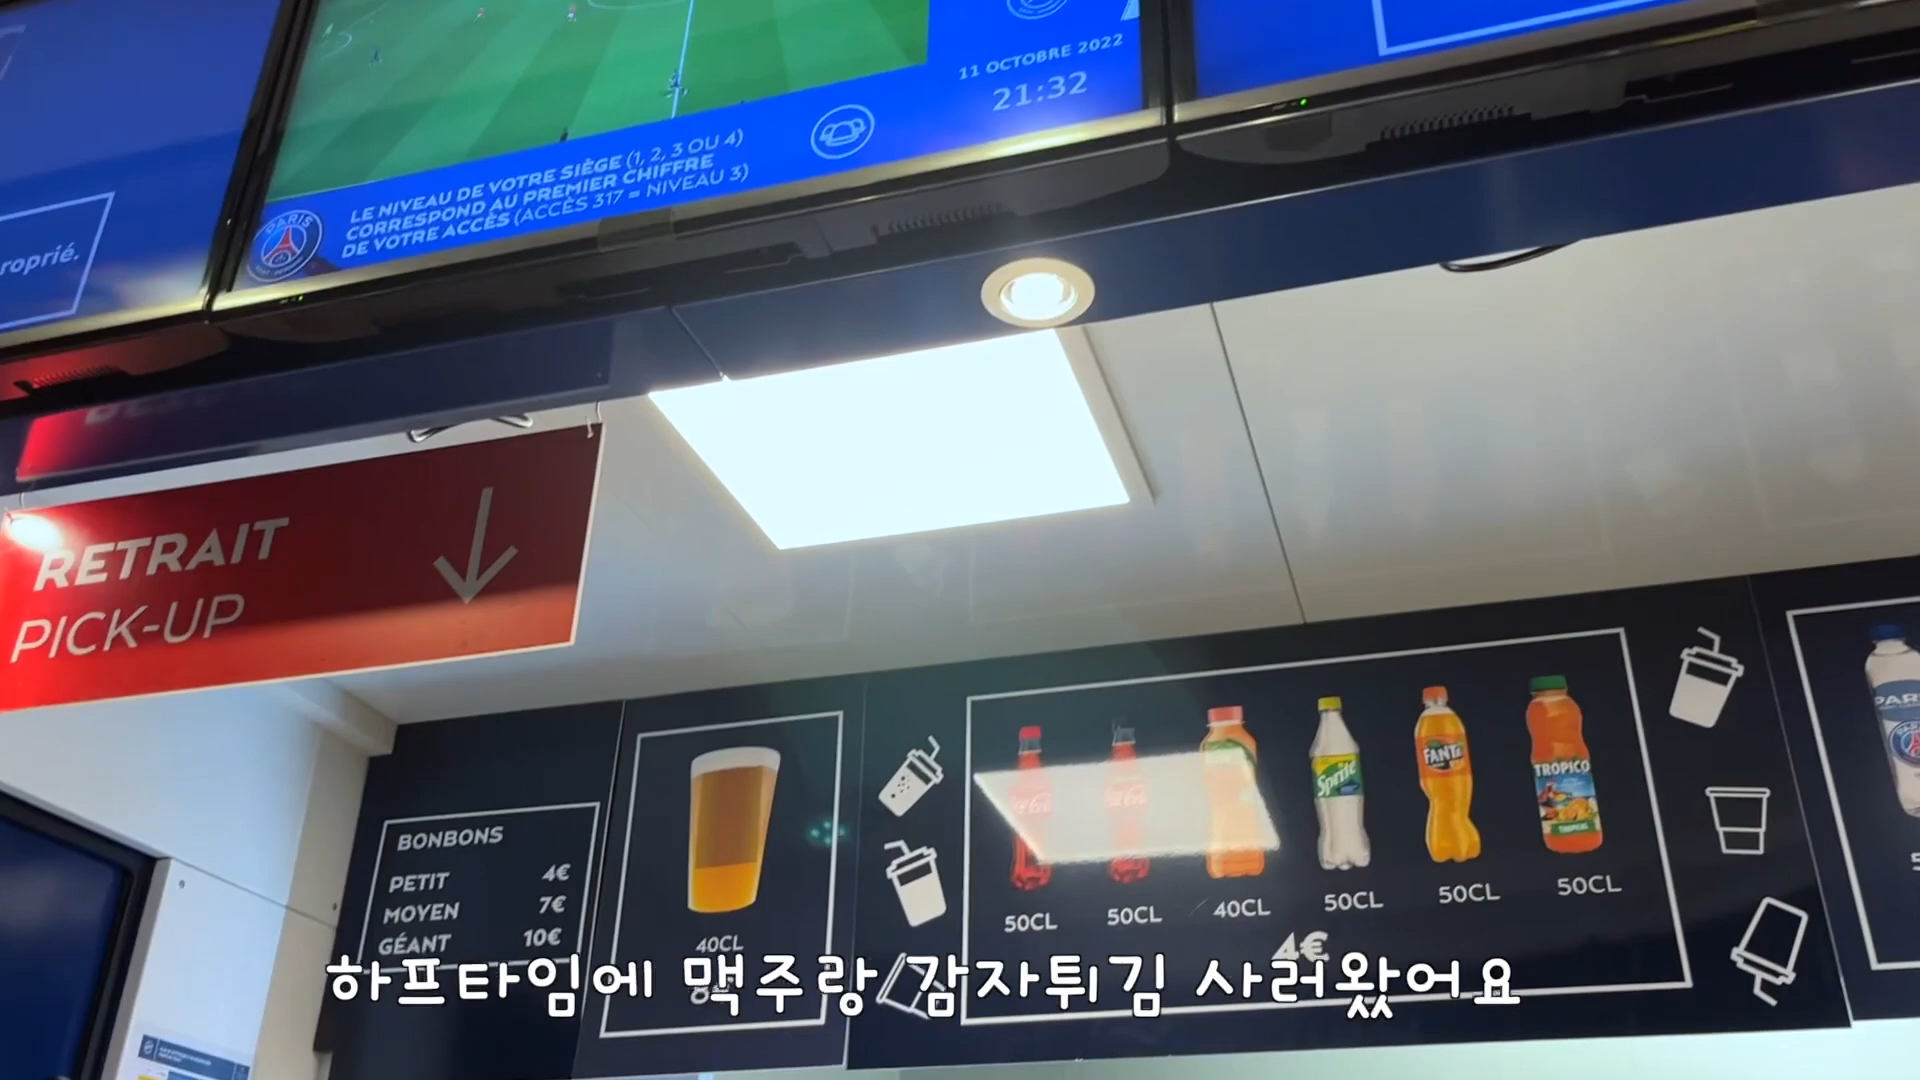 11 OCTOBRE 2022
21:32
LE NIVEAU DE VOTRE SIÈGE (1, 2, 3 OU 4)
CORRESPOND AU PREMIER CHIFFRE
DE VOTRE ACCÈS (ACCÈS 317 = NIVEAU 3)
PARIS
roprié.
RETRAIT
PICK-UP
BONBONS
PETIT 4€
MOYEN 7€
GÉANT 10€
40CL
Sprite
FANTA
TROPICO
TROPICAL
50CL 50CL 40CL 50CL 50CL 50CL
4€
하프타임에 맥주랑 감자튀김 사러왔어요